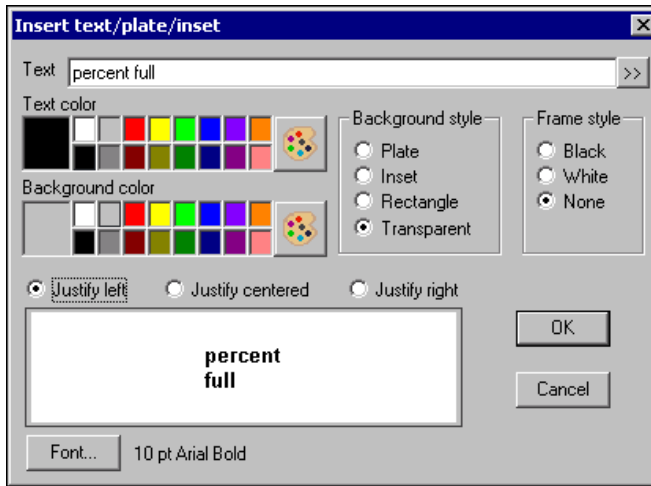 Insert text/plate/inset
Text percent full >>
Text color
Background color
Background style
Plate
Inset
Rectangle
Transparent
Frame style
Black
White
None
Justify left Justify centered Justify right
percent
full
OK
Cancel
Font... 10 pt Arial Bold